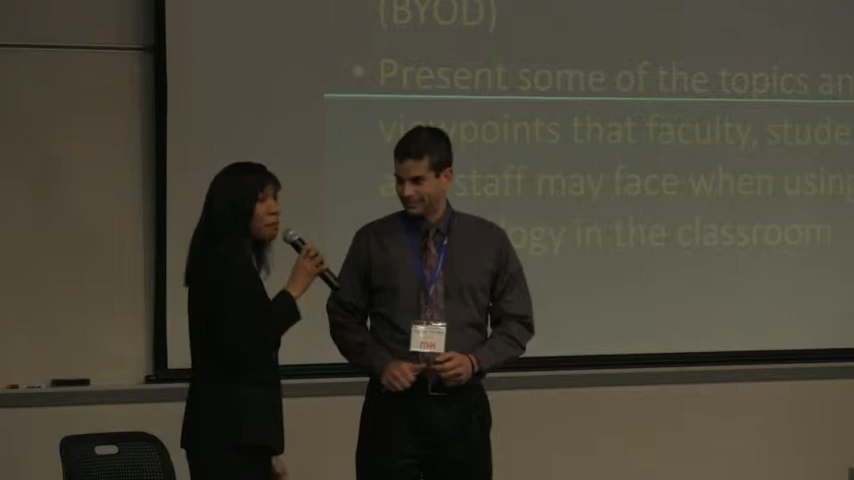 (BYOD)
• Present some of the topics an
viewpoints that faculty, stude
staff may face when using
ogy in the classroom